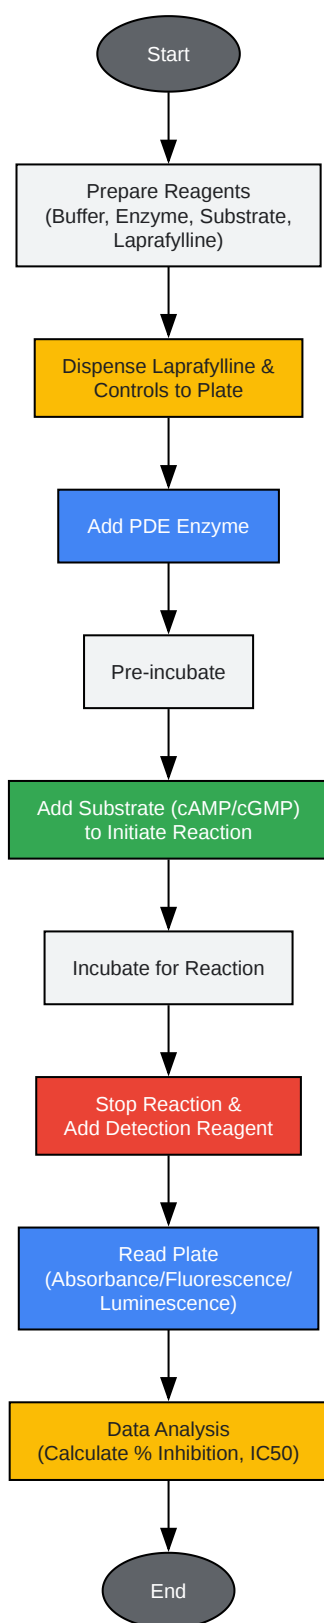 Start
Prepare Reagents
(Buffer, Enzyme, Substrate,
Laprafylline)
Dispense Laprafylline &
Controls to Plate
Add PDE Enzyme
Pre-incubate
Add Substrate (cAMP/cGMP)
to Initiate Reaction
Incubate for Reaction
Stop Reaction &
Add Detection Reagent
Read Plate
(Absorbance/Fluorescence/
Luminescence)
Data Analysis
(Calculate % Inhibition, IC50)
End